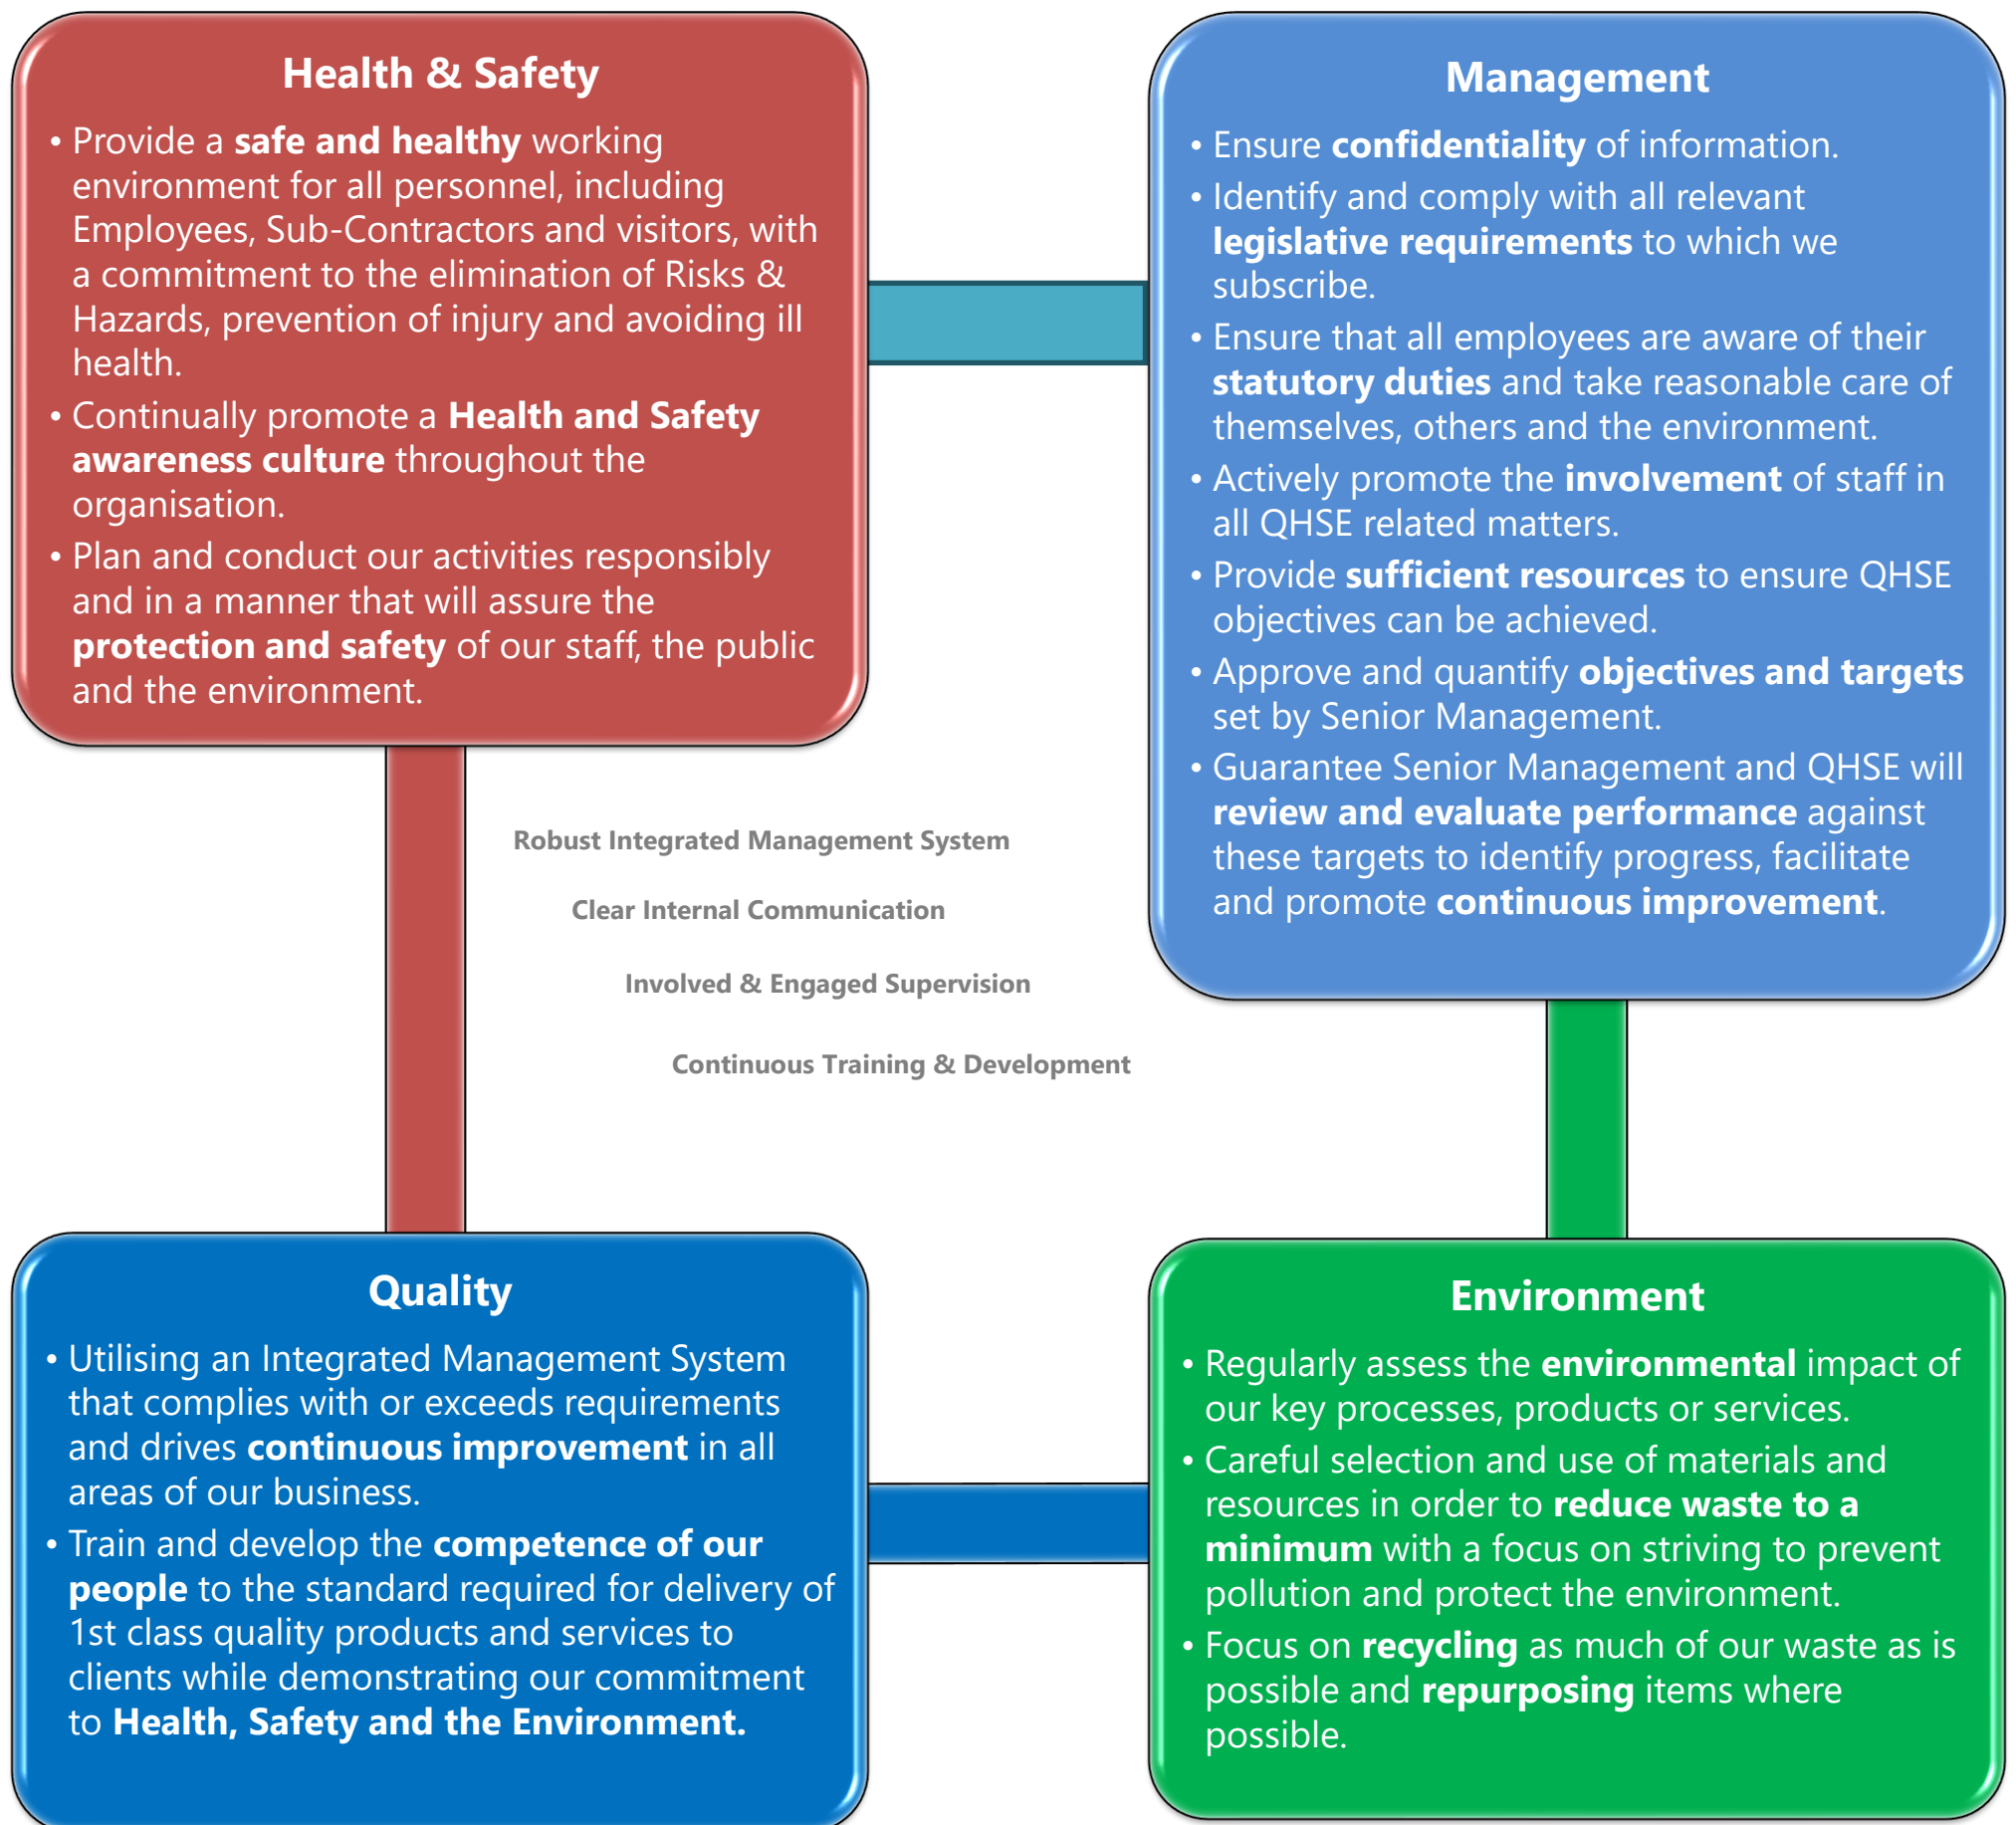 Health & Safety
• Provide a safe and healthy working
environment for all personnel, including
Employees, Sub-Contractors and visitors, with
a commitment to the elimination of Risks &
Hazards, prevention of injury and avoiding ill
health.
• Continually promote a Health and Safety
awareness culture throughout the
organisation.
• Plan and conduct our activities responsibly
and in a manner that will assure the
protection and safety of our staff, the public
and the environment.
Management
• Ensure confidentiality of information.
• Identify and comply with all relevant
legislative requirements to which we
subscribe.
• Ensure that all employees are aware of their
statutory duties and take reasonable care of
themselves, others and the environment.
• Actively promote the involvement of staff in
all QHSE related matters.
• Provide sufficient resources to ensure QHSE
objectives can be achieved.
• Approve and quantify objectives and targets
set by Senior Management.
• Guarantee Senior Management and QHSE will
review and evaluate performance against
these targets to identify progress, facilitate
and promote continuous improvement.
Robust Integrated Management System
Clear Internal Communication
Involved & Engaged Supervision
Continuous Training & Development
Quality
• Utilising an Integrated Management System
that complies with or exceeds requirements
and drives continuous improvement in all
areas of our business.
• Train and develop the competence of our
people to the standard required for delivery of
1st class quality products and services to
clients while demonstrating our commitment
to Health, Safety and the Environment.
Environment
• Regularly assess the environmental impact of
our key processes, products or services.
• Careful selection and use of materials and
resources in order to reduce waste to a
minimum with a focus on striving to prevent
pollution and protect the environment.
• Focus on recycling as much of our waste as is
possible and repurposing items where
possible.